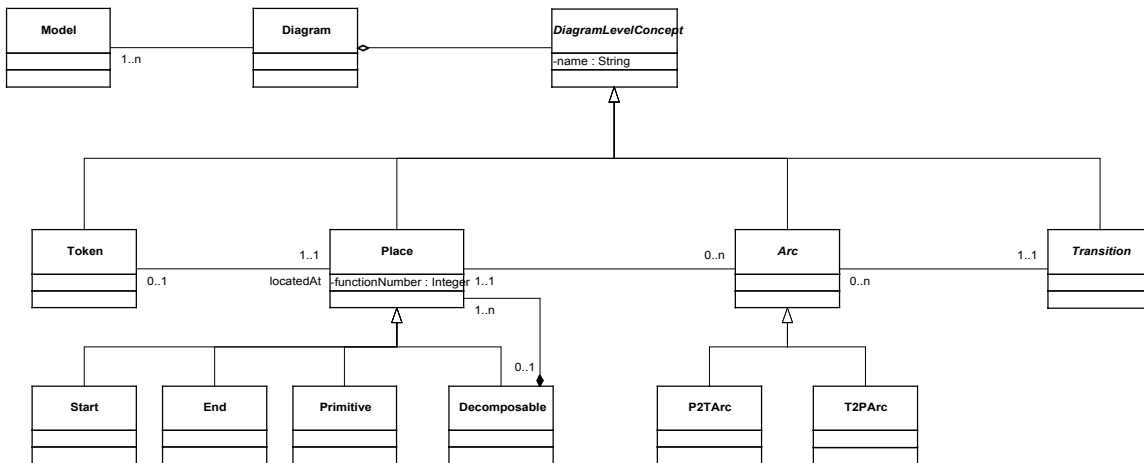 Model
Diagram
DiagramLevelConcept
-name : String
1..n
Token
Place
Arc
Transition
1..1
0..n
1..1
0..1
locatedAt
-functionNumber : Integer
1..1
0..n
1..n
0..1
Start
End
Primitive
Decomposable
P2TArc
T2PArc